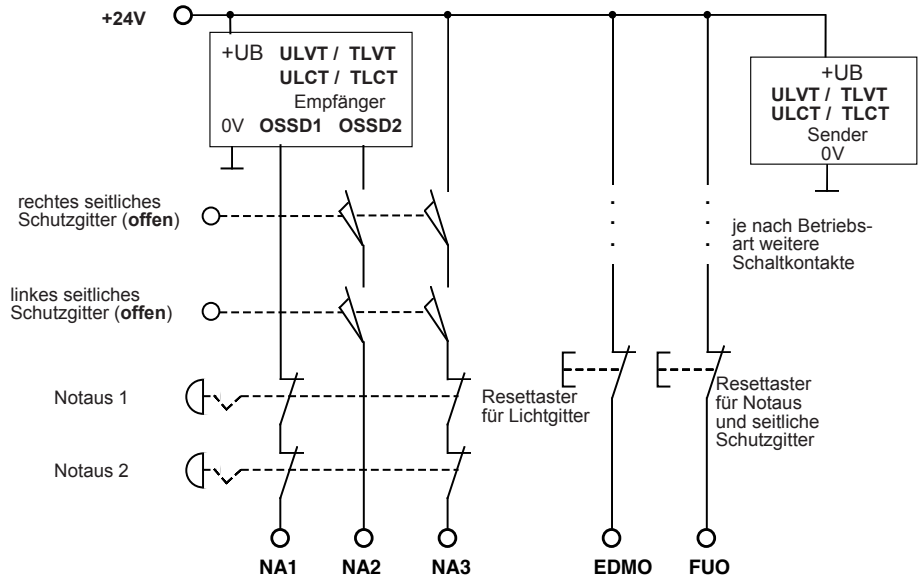 +24V
+UB ULVT / TLVT
ULCT / TLCT
Empfänger
0V OSSD1 OSSD2
+UB
ULVT / TLVT
ULCT / TLCT
Sender
0V
rechtes seitliches
Schutzgitter (offen)
je nach Betriebs-
art weitere
Schaltkontakte
linkes seitliches
Schutzgitter (offen)
Notaus 1
Resettaster
für Lichtgitter
Resettaster
für Notaus
und seitliche
Schutzgitter
Notaus 2
NA1 NA2 NA3 EDMO FUO